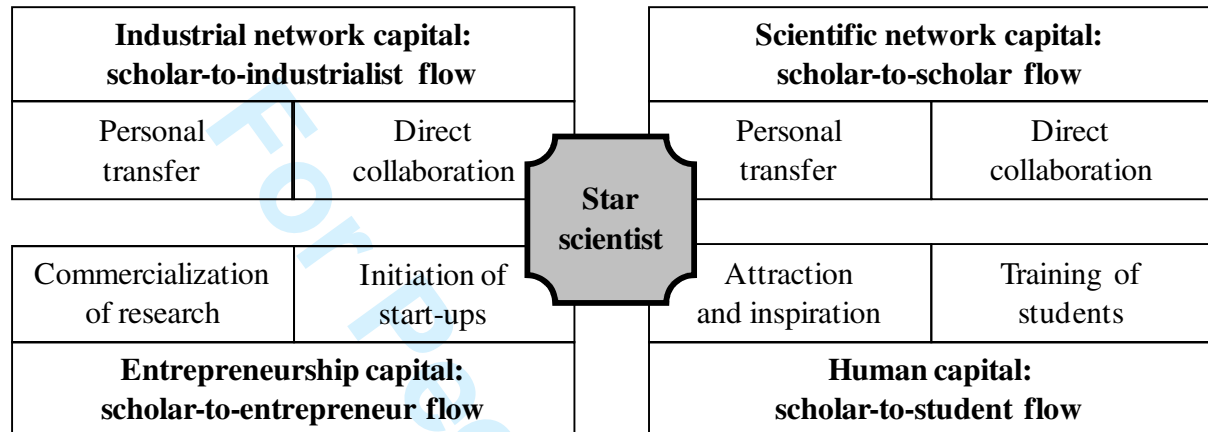 Industrial network capital:
scholar-to-industrialist flow
Personal
transfer
Direct
collaboration
Scientific network capital:
scholar-to-scholar flow
Personal
transfer
Direct
collaboration
Star
scientist
Commercialization
of research
Initiation of
start-ups
Entrepreneurship capital:
scholar-to-entrepreneur flow
Attraction
and inspiration
Training of
students
Human capital:
scholar-to-student flow
For Pee